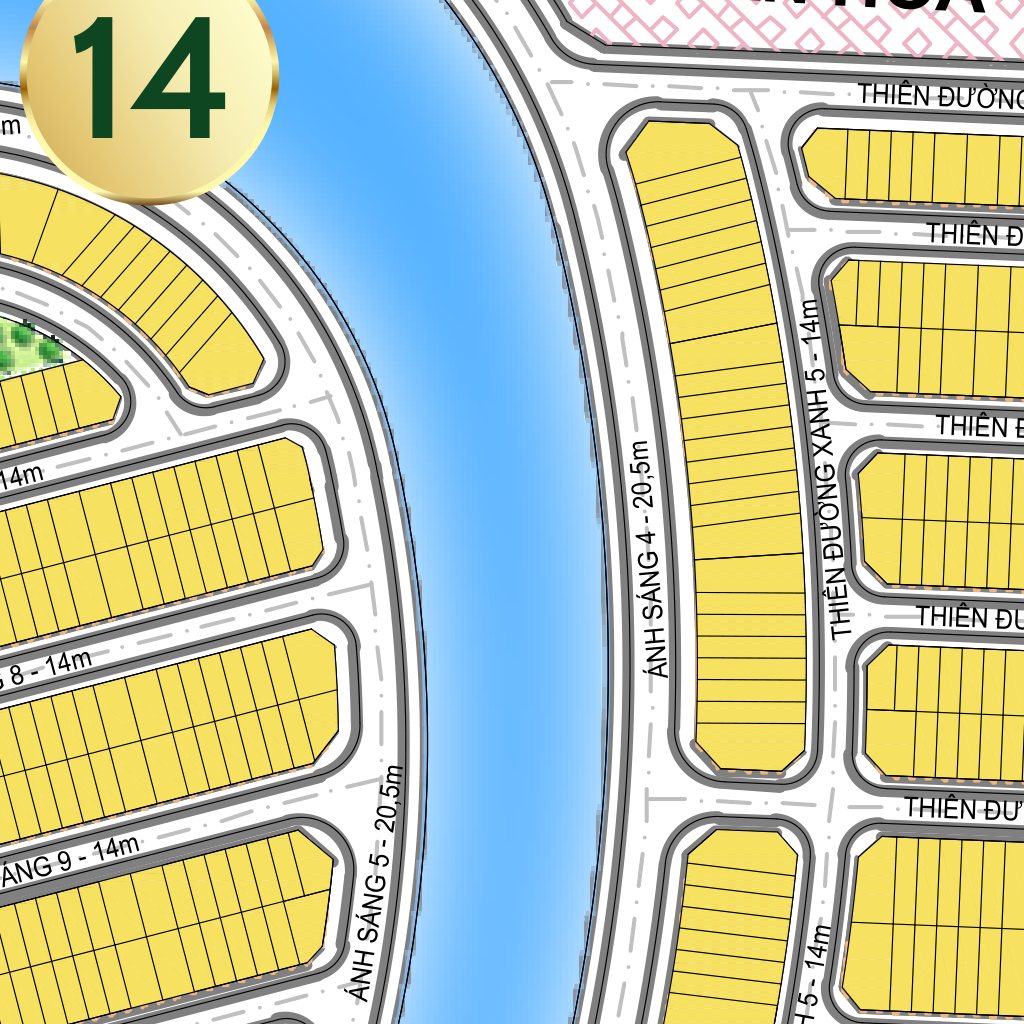 14
m
THIÊN ĐƯỜNG
THIÊN Đ
THIÊN ĐƯỜNG XANH 5 - 14m
THIÊN
ÁNH SÁNG 4 - 20,5m
14m
THIÊN ĐƯ
8 - 14m
ÁNH SÁNG 5 - 20,5m
THIÊN ĐƯ
ÁNG 9 - 14m
H 5 - 14m